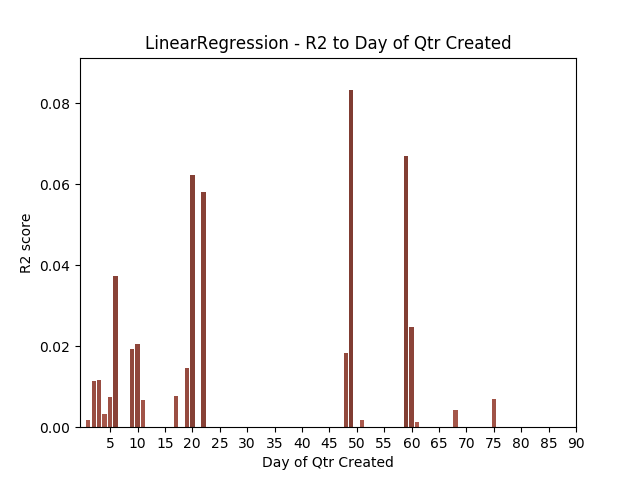 LinearRegression - R2 to Day of Qtr Created
R2 score
0.08
0.06
0.04
0.02
0.00
5 10 15 20 25 30 35 40 45 50 55 60 65 70 75 80 85 90
Day of Qtr Created